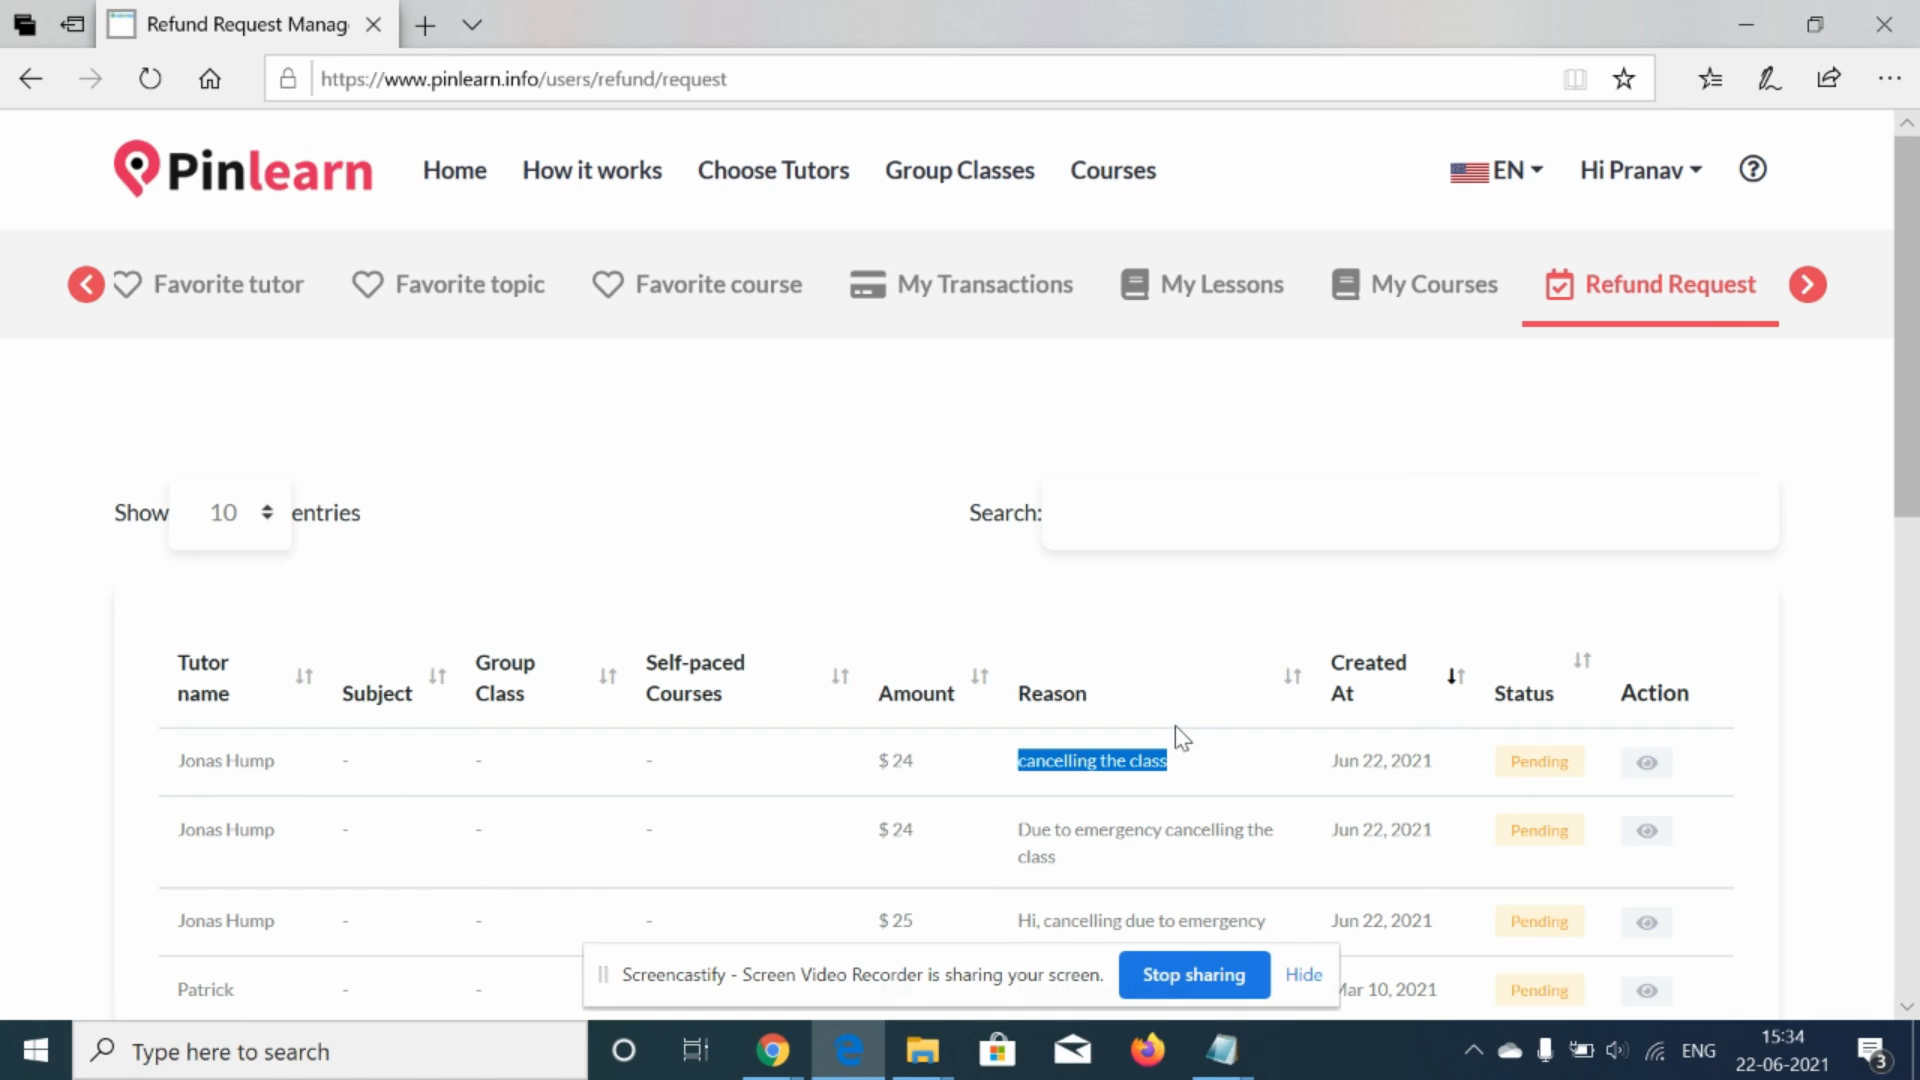 Refund Request Manag
https://www.pinlearn.info/users/refund/request
Pinlearn
Home How it works Choose Tutors Group Classes Courses EN Hi Pranav
Favorite tutor Favorite topic Favorite course My Transactions My Lessons My Courses Refund Request
Show 10 entries Search:
Tutor name Subject Group Class Self-paced Courses Amount Reason Created At Status Action
Jonas Hump - - - $ 24 cancelling the class Jun 22, 2021 Pending
Jonas Hump - - - $ 24 Due to emergency cancelling the class Jun 22, 2021 Pending
Jonas Hump - - - $ 25 Hi, cancelling due to emergency Jun 22, 2021 Pending
Patrick - - Mar 10, 2021 Pending
Screencastify - Screen Video Recorder is sharing your screen. Stop sharing Hide
Type here to search
ENG
15:34
22-06-2021
3